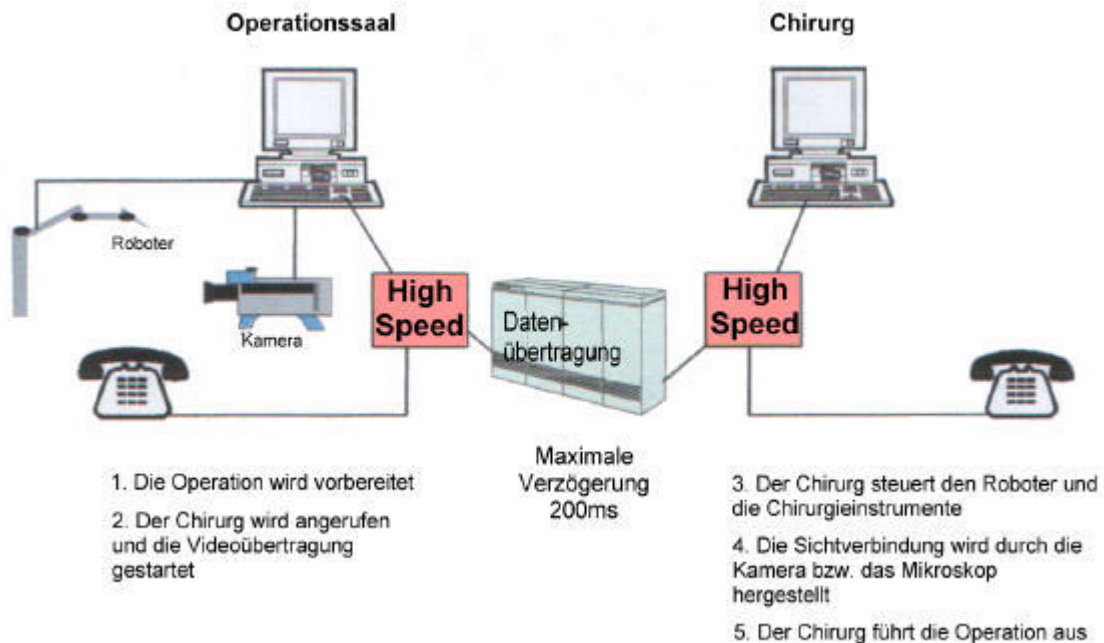 Operationssaal
Chirurg
Roboter
Kamera
High
Speed
Daten-
übertragung
High
Speed
Maximale
Verzögerung
200ms
1. Die Operation wird vorbereitet
2. Der Chirurg wird angerufen
und die Videoübertragung
gestartet
3. Der Chirurg steuert den Roboter und
die Chirurgieinstrumente
4. Die Sichtverbindung wird durch die
Kamera bzw. das Mikroskop
hergestellt
5. Der Chirurg führt die Operation aus